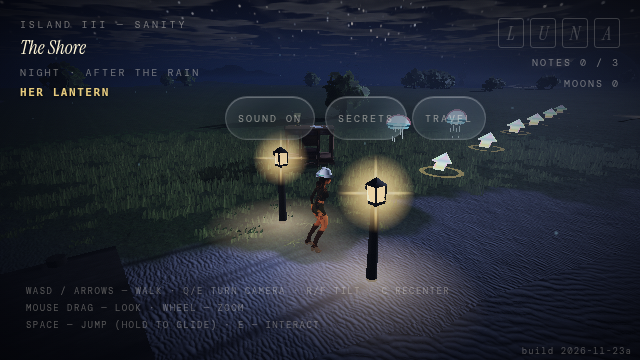 ISLAND III — SANITY
The Shore
NIGHT · AFTER THE RAIN
HER LANTERN
L U N A
NOTES 0 / 3
MOONS 0
SOUND ON
SECRETS
TRAVEL
WASD / ARROWS — WALK · Q/E TURN CAMERA · R/F TILT · C RECENTER
MOUSE DRAG — LOOK · WHEEL — ZOOM
SPACE — JUMP (HOLD TO GLIDE) · E — INTERACT
build 2026-11-23a